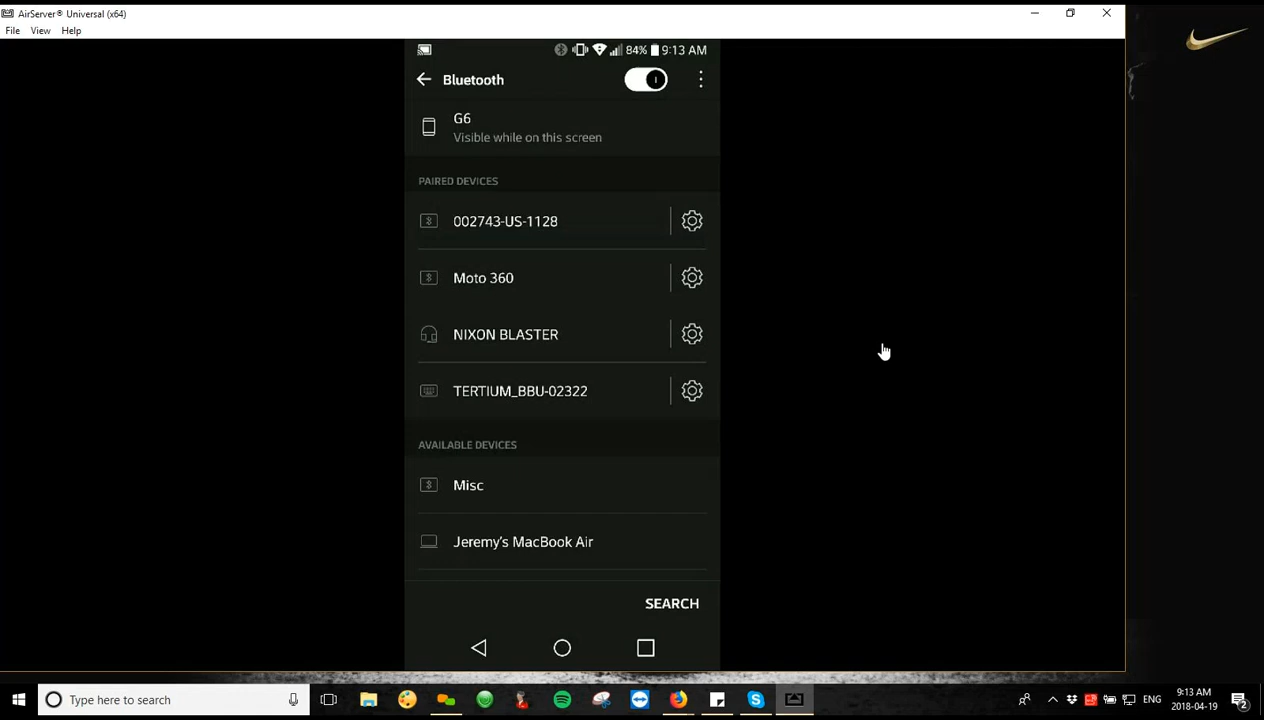 AirServer® Universal (x64)
File View Help
84% 9:13 AM
Bluetooth
G6
Visible while on this screen
PAIRED DEVICES
002743-US-1128
Moto 360
NIXON BLASTER
TERTIUM_BBU-02322
AVAILABLE DEVICES
Misc
Jeremy's MacBook Air
SEARCH
Type here to search
ENG
9:13 AM
2018-04-19
2